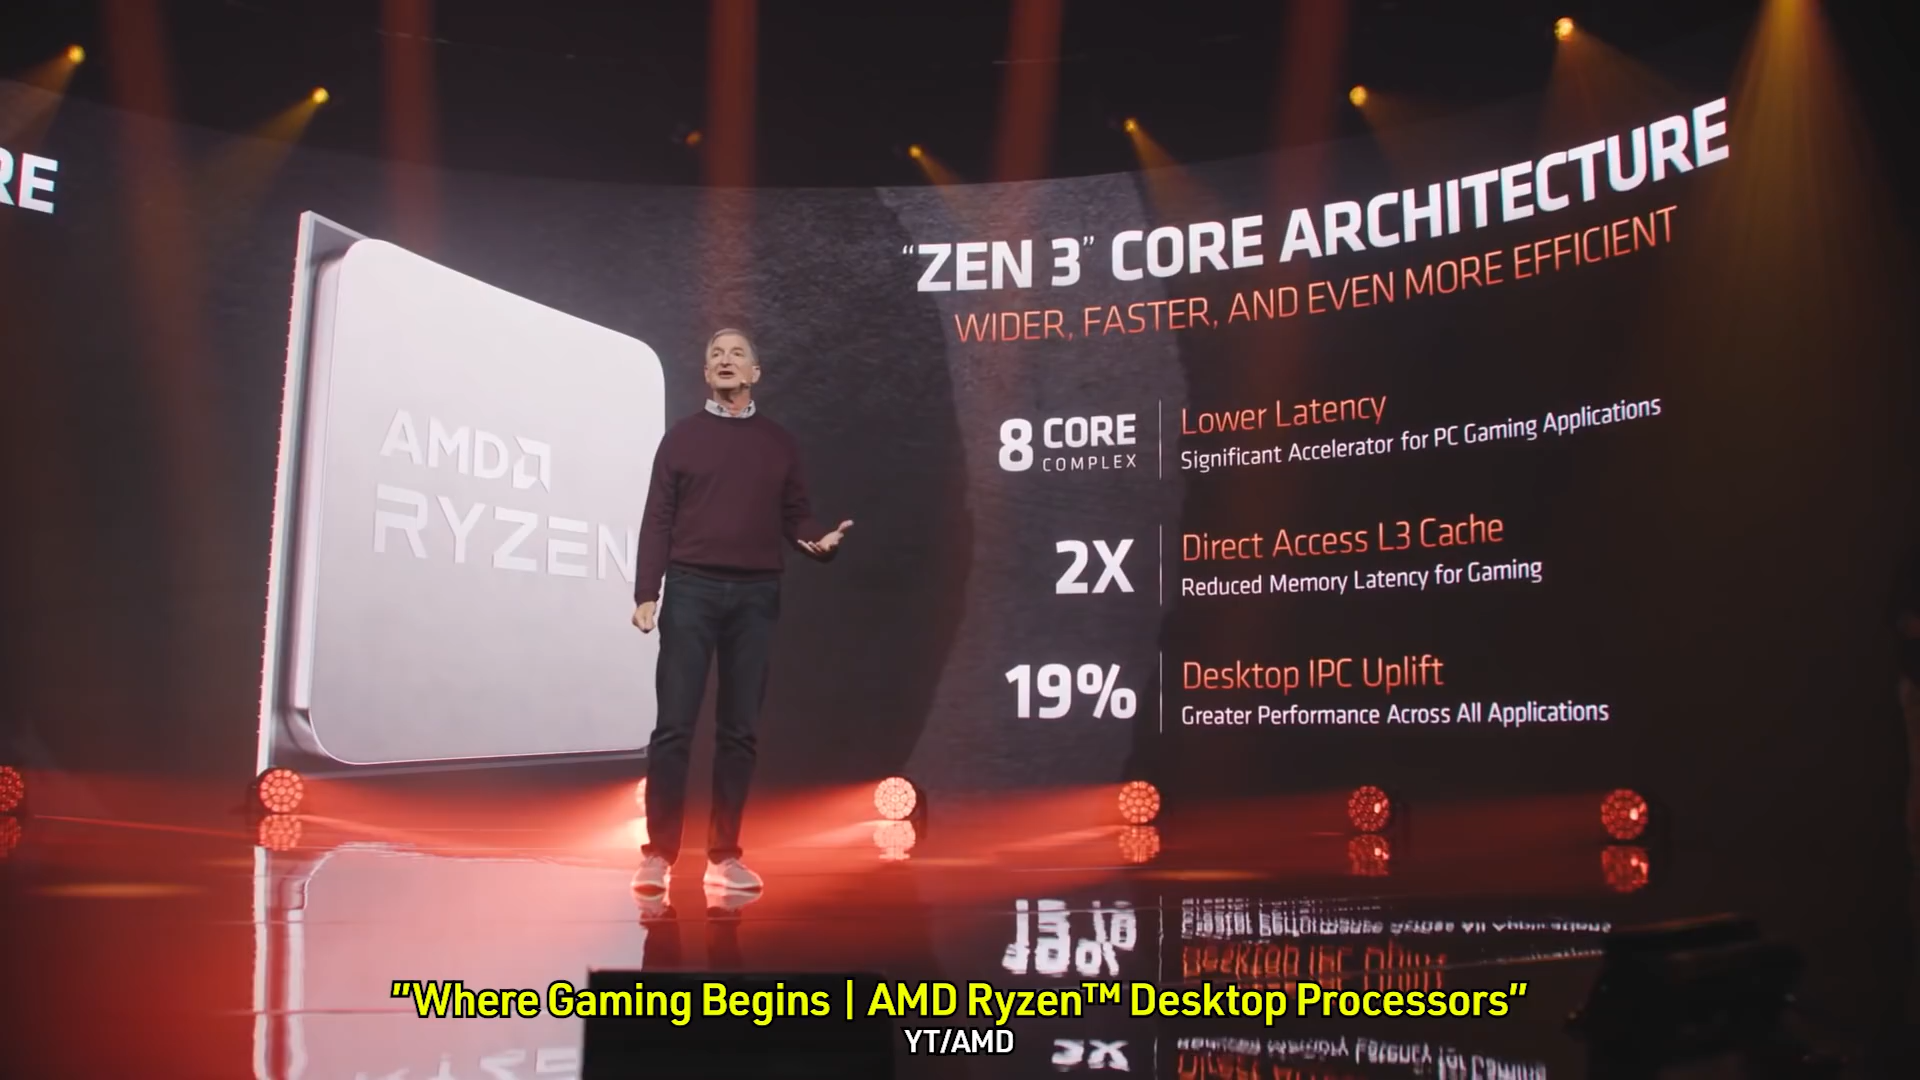 RE
"ZEN 3" CORE ARCHITECTURE
WIDER, FASTER, AND EVEN MORE EFFICIENT
AMD
RYZEN
8 CORE COMPLEX
Lower Latency
Significant Accelerator for PC Gaming Applications
2X
Direct Access L3 Cache
Reduced Memory Latency for Gaming
19%
Desktop IPC Uplift
Greater Performance Across All Applications
"Where Gaming Begins | AMD Ryzen™ Desktop Processors"
YT/AMD